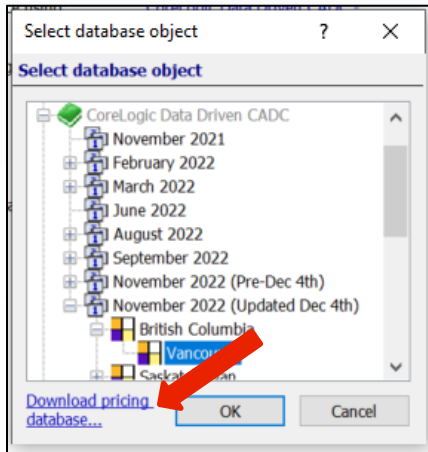 Select database object ?
Select database object
CoreLogic Data Driven CADC
November 2021
February 2022
March 2022
June 2022
August 2022
September 2022
November 2022 (Pre-Dec 4th)
November 2022 (Updated Dec 4th)
British Columbia
Download pricing
database...
OK
Cancel